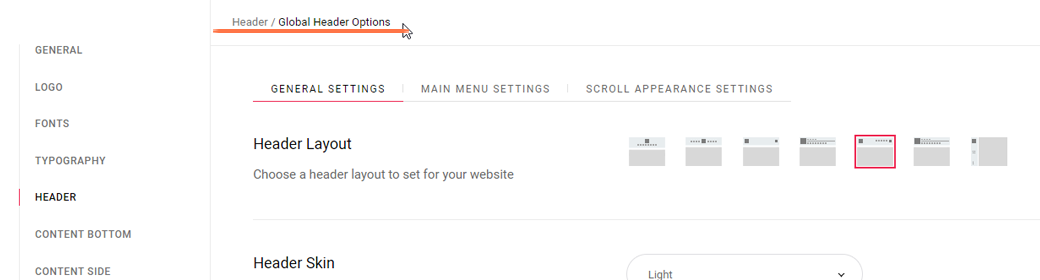 Header / Global Header Options
GENERAL
LOGO
FONTS
TYPOGRAPHY
HEADER
CONTENT BOTTOM
CONTENT SIDE
GENERAL SETTINGS
MAIN MENU SETTINGS
SCROLL APPEARANCE SETTINGS
Header Layout
Choose a header layout to set for your website
Header Skin
Light